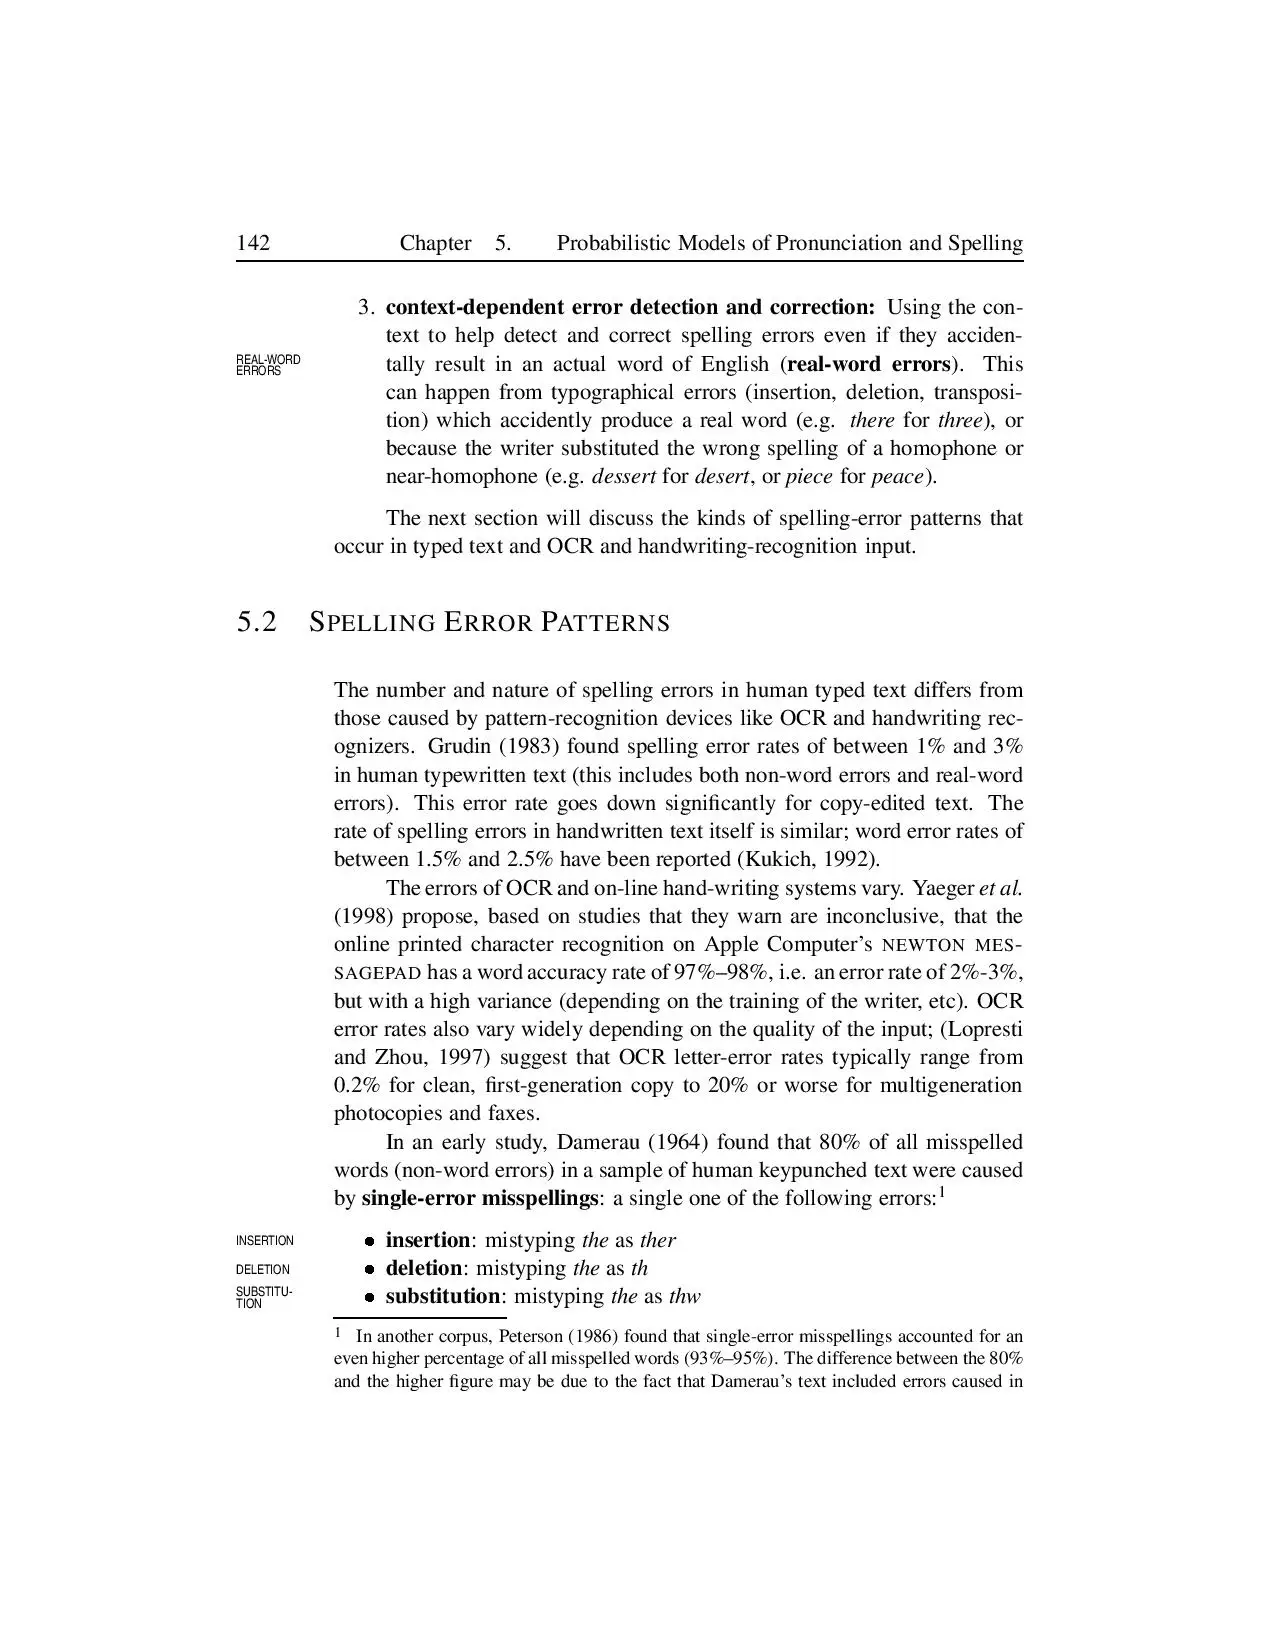 142 Chapter 5. Probabilistic Models of Pronunciation and Spelling
3. context-dependent error detection and correction: Using the con-
text to help detect and correct spelling errors even if they acciden-
REAL-WORD
ERRORS
tally result in an actual word of English (real-word errors). This
can happen from typographical errors (insertion, deletion, transposi-
tion) which accidently produce a real word (e.g. there for three), or
because the writer substituted the wrong spelling of a homophone or
near-homophone (e.g. dessert for desert, or piece for peace).
The next section will discuss the kinds of spelling-error patterns that
occur in typed text and OCR and handwriting-recognition input.
5.2 SPELLING ERROR PATTERNS
The number and nature of spelling errors in human typed text differs from
those caused by pattern-recognition devices like OCR and handwriting rec-
ognizers. Grudin (1983) found spelling error rates of between 1% and 3%
in human typewritten text (this includes both non-word errors and real-word
errors). This error rate goes down significantly for copy-edited text. The
rate of spelling errors in handwritten text itself is similar; word error rates of
between 1.5% and 2.5% have been reported (Kukich, 1992).
The errors of OCR and on-line hand-writing systems vary. Yaeger et al.
(1998) propose, based on studies that they warn are inconclusive, that the
online printed character recognition on Apple Computer's NEWTON MES-
SAGEPAD has a word accuracy rate of 97%–98%, i.e. an error rate of 2%-3%,
but with a high variance (depending on the training of the writer, etc). OCR
error rates also vary widely depending on the quality of the input; (Lopresti
and Zhou, 1997) suggest that OCR letter-error rates typically range from
0.2% for clean, first-generation copy to 20% or worse for multigeneration
photocopies and faxes.
In an early study, Damerau (1964) found that 80% of all misspelled
words (non-word errors) in a sample of human keypunched text were caused
by single-error misspellings: a single one of the following errors:1
INSERTION
• insertion: mistyping the as ther
DELETION
• deletion: mistyping the as th
SUBSTITU-
TION
• substitution: mistyping the as thw
1 In another corpus, Peterson (1986) found that single-error misspellings accounted for an
even higher percentage of all misspelled words (93%–95%). The difference between the 80%
and the higher figure may be due to the fact that Damerau's text included errors caused in